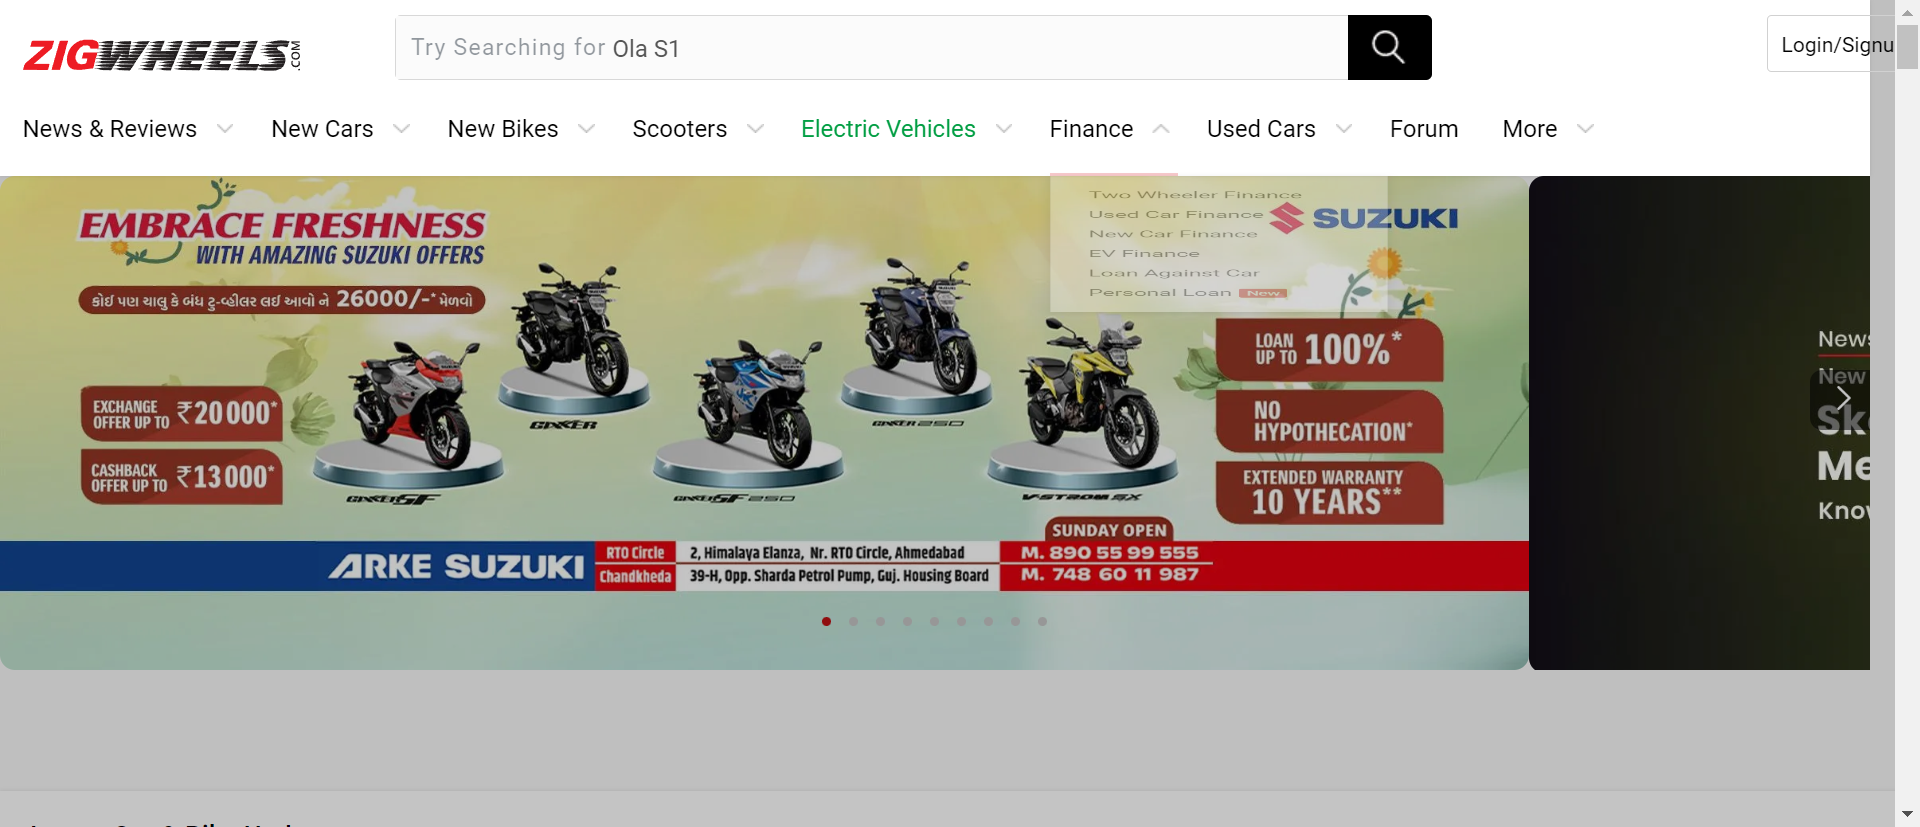 ZIGWHEELS.COM
Try Searching for Ola S1
Login/Signu
News & Reviews
New Cars
New Bikes
Scooters
Electric Vehicles
Finance
Used Cars
Forum
More
Two Wheeler Finance
Used Car Finance
New Car Finance
EV Finance
Loan Against Car
Personal Loan New
EMBRACE FRESHNESS
WITH AMAZING SUZUKI OFFERS
કોઈ પણ ચાલુ કે બંધ ટુ-વ્હીલર લઈ આવો ને 26000/-* મેળવો
SUZUKI
EXCHANGE
OFFER UP TO ₹20000*
CASHBACK
OFFER UP TO ₹13000*
GIXXER
GIXXER SF
GIXXER SF 250
GIXXER 250
V-STROM SX
LOAN
UP TO 100%*
NO
HYPOTHECATION*
EXTENDED WARRANTY
10 YEARS**
SUNDAY OPEN
ARKE SUZUKI
RTO Circle
2, Himalaya Elanza, Nr. RTO Circle, Ahmedabad
M. 890 55 99 555
Chandkheda
39-H, Opp. Sharda Petrol Pump, Guj. Housing Board
M. 748 60 11 987
News
New
Sk
Me
Know